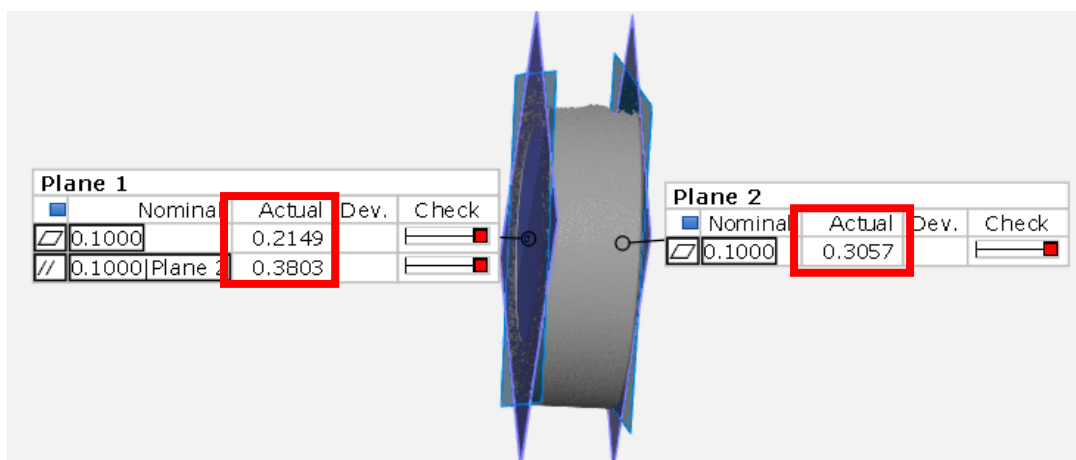 Plane 1
Nominal Actual Dev. Check
0.1000 0.2149
// 0.1000|Plane 2 0.3803
Plane 2
Nominal Actual Dev. Check
0.1000 0.3057